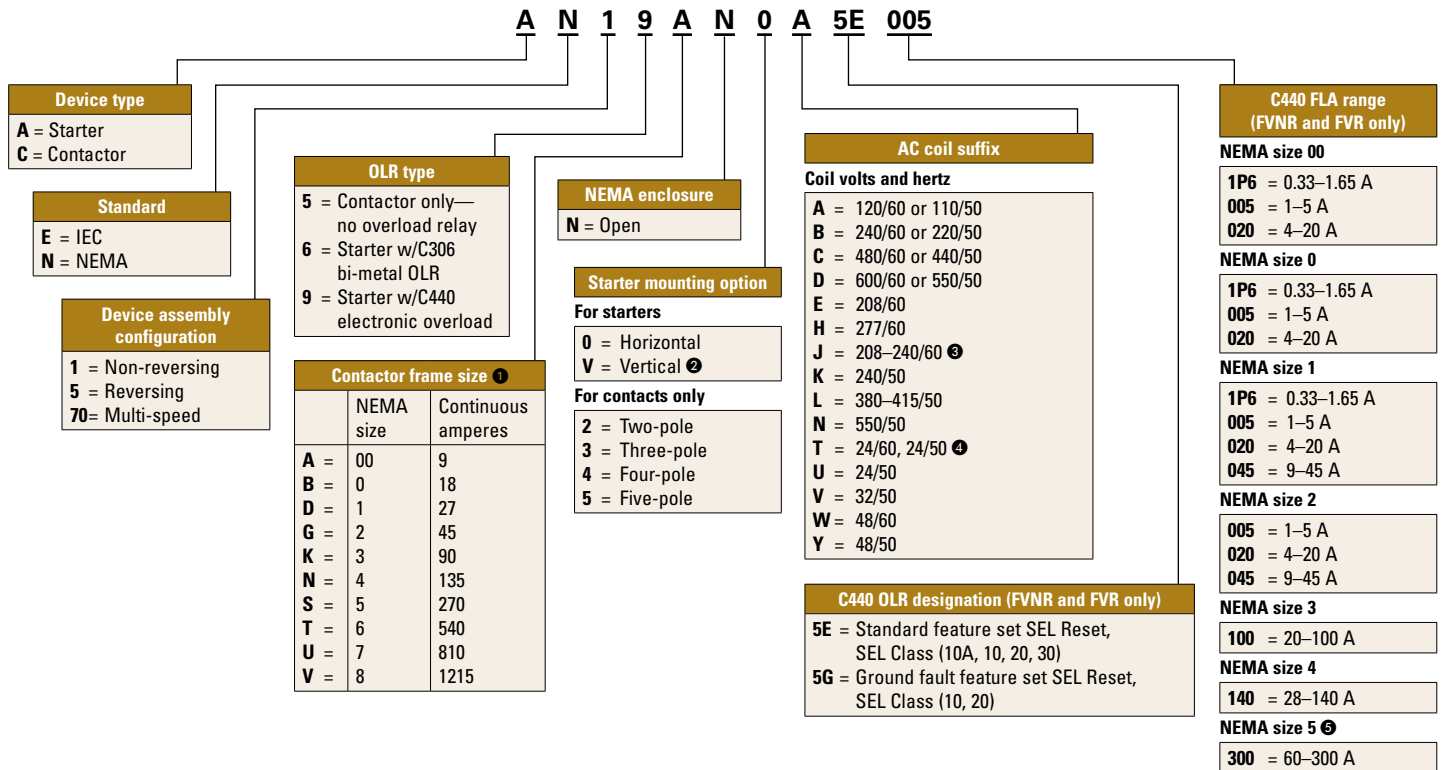 A N 1 9 A N 0 A 5E 005
Device type
A = Starter
C = Contactor
Standard
E = IEC
N = NEMA
Device assembly
configuration
1 = Non-reversing
5 = Reversing
70= Multi-speed
OLR type
5 = Contactor only—
no overload relay
6 = Starter w/C306
bi-metal OLR
9 = Starter w/C440
electronic overload
Contactor frame size ❶
NEMA size Continuous amperes
A = 00 9
B = 0 18
D = 1 27
G = 2 45
K = 3 90
N = 4 135
S = 5 270
T = 6 540
U = 7 810
V = 8 1215
NEMA enclosure
N = Open
Starter mounting option
For starters
0 = Horizontal
V = Vertical ❷
For contacts only
2 = Two-pole
3 = Three-pole
4 = Four-pole
5 = Five-pole
AC coil suffix
Coil volts and hertz
A = 120/60 or 110/50
B = 240/60 or 220/50
C = 480/60 or 440/50
D = 600/60 or 550/50
E = 208/60
H = 277/60
J = 208–240/60 ❸
K = 240/50
L = 380–415/50
N = 550/50
T = 24/60, 24/50 ❹
U = 24/50
V = 32/50
W = 48/60
Y = 48/50
C440 OLR designation (FVNR and FVR only)
5E = Standard feature set SEL Reset,
SEL Class (10A, 10, 20, 30)
5G = Ground fault feature set SEL Reset,
SEL Class (10, 20)
C440 FLA range
(FVNR and FVR only)
NEMA size 00
1P6 = 0.33–1.65 A
005 = 1–5 A
020 = 4–20 A
NEMA size 0
1P6 = 0.33–1.65 A
005 = 1–5 A
020 = 4–20 A
NEMA size 1
1P6 = 0.33–1.65 A
005 = 1–5 A
020 = 4–20 A
045 = 9–45 A
NEMA size 2
005 = 1–5 A
020 = 4–20 A
045 = 9–45 A
NEMA size 3
100 = 20–100 A
NEMA size 4
140 = 28–140 A
NEMA size 5 ❺
300 = 60–300 A